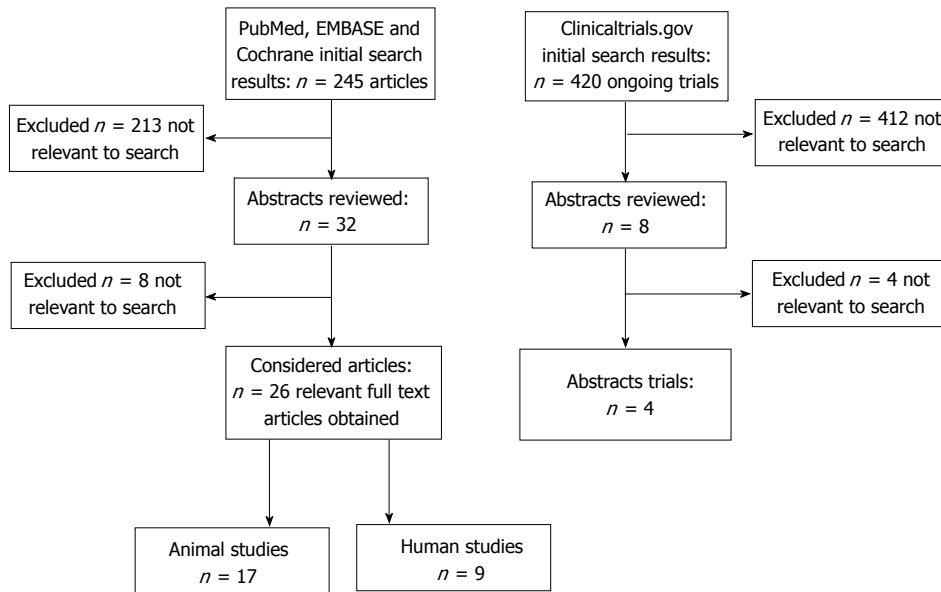 PubMed, EMBASE and
Cochrane initial search
results: n = 245 articles
Excluded n = 213 not
relevant to search
Abstracts reviewed:
n = 32
Excluded n = 8 not
relevant to search
Considered articles:
n = 26 relevant full text
articles obtained
Animal studies
n = 17
Human studies
n = 9
Clinicaltrials.gov
initial search results:
n = 420 ongoing trials
Excluded n = 412 not
relevant to search
Abstracts reviewed:
n = 8
Excluded n = 4 not
relevant to search
Abstracts trials:
n = 4